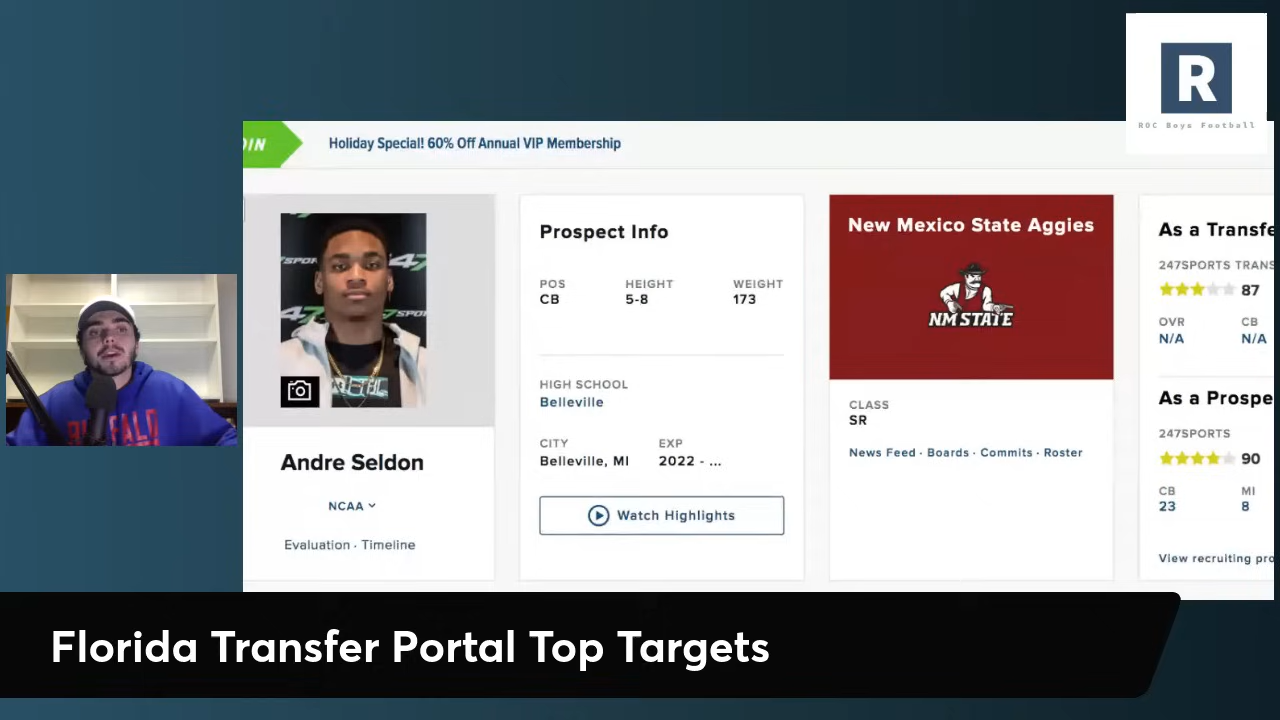 R
ROC Boys Football
OIN
Holiday Special! 60% Off Annual VIP Membership
Andre Seldon
NCAA
Evaluation · Timeline
Prospect Info
POS HEIGHT WEIGHT
CB 5-8 173
HIGH SCHOOL
Belleville
CITY EXP
Belleville, MI 2022 - ...
Watch Highlights
New Mexico State Aggies
NM STATE
CLASS
SR
News Feed · Boards · Commits · Roster
As a Transfe
247SPORTS TRANS
87
OVR CB
N/A N/A
As a Prospe
247SPORTS
90
CB MI
23 8
View recruiting pro
Florida Transfer Portal Top Targets